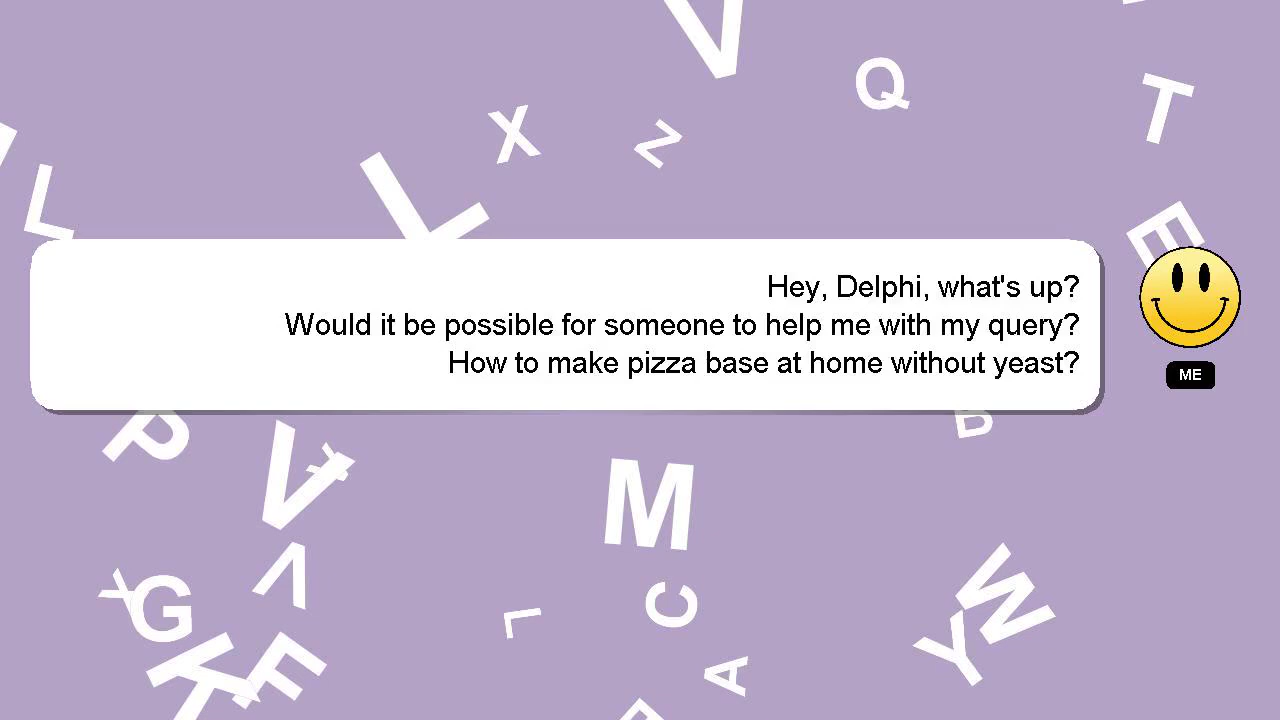 V
Q
T
X
Z
L
L
E
Hey, Delphi, what's up?
Would it be possible for someone to help me with my query?
How to make pizza base at home without yeast?
ME
P
V
B
M
V
X
G
C
L
W
Y
K
F
A